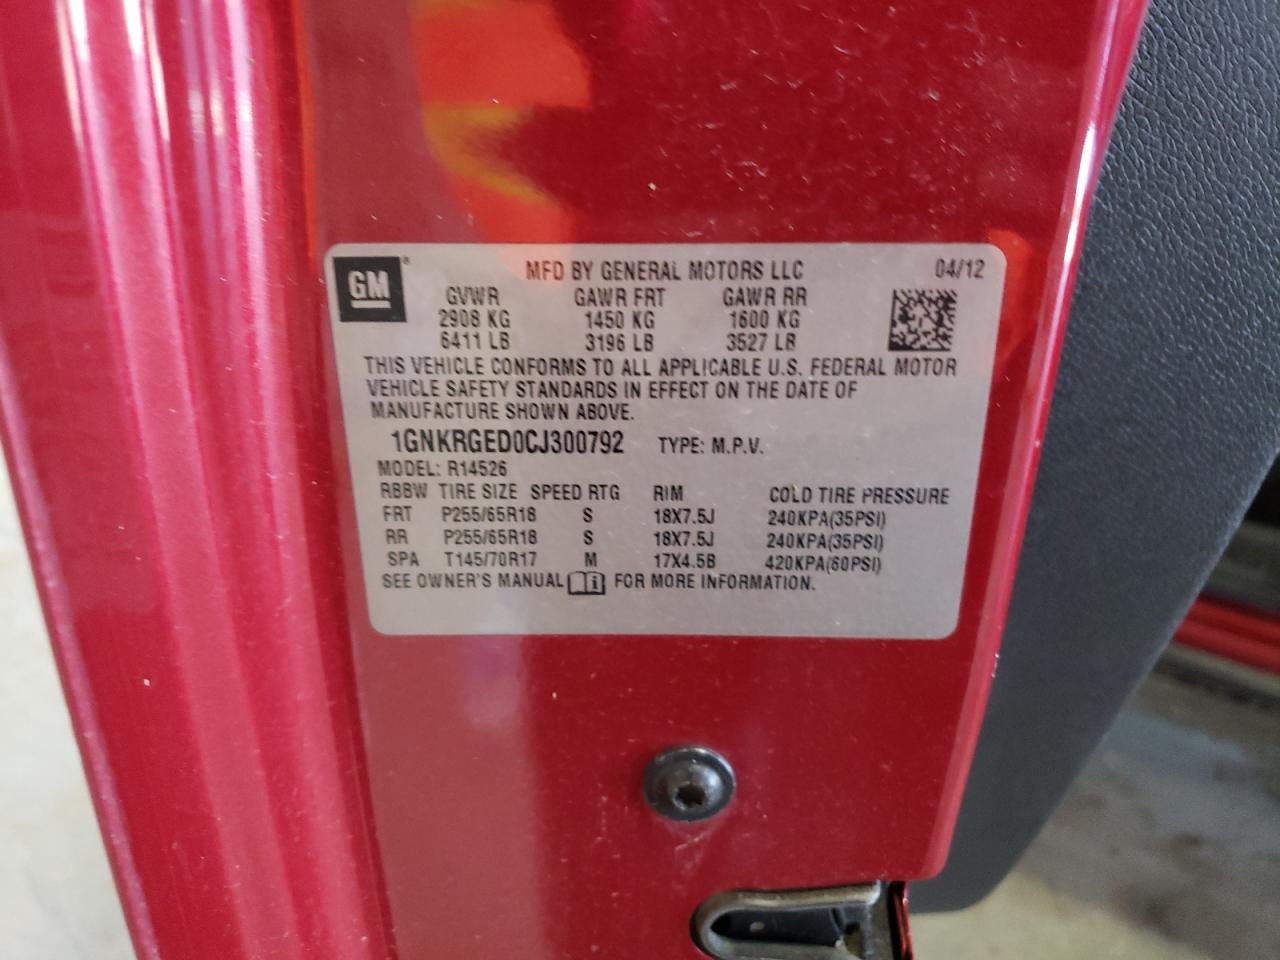 GM®
MFD BY GENERAL MOTORS LLC 04/12
GVWR GAWR FRT GAWR RR
2908 KG 1450 KG 1600 KG
6411 LB 3196 LB 3527 LB
THIS VEHICLE CONFORMS TO ALL APPLICABLE U.S. FEDERAL MOTOR
VEHICLE SAFETY STANDARDS IN EFFECT ON THE DATE OF
MANUFACTURE SHOWN ABOVE.
1GNKRGED0CJ300792 TYPE: M.P.V.
MODEL: R14526
RBBW TIRE SIZE SPEED RTG RIM COLD TIRE PRESSURE
FRT P255/65R18 S 18X7.5J 240KPA(35PSI)
RR P255/65R18 S 18X7.5J 240KPA(35PSI)
SPA T145/70R17 M 17X4.5B 420KPA(60PSI)
SEE OWNER'S MANUAL i FOR MORE INFORMATION.